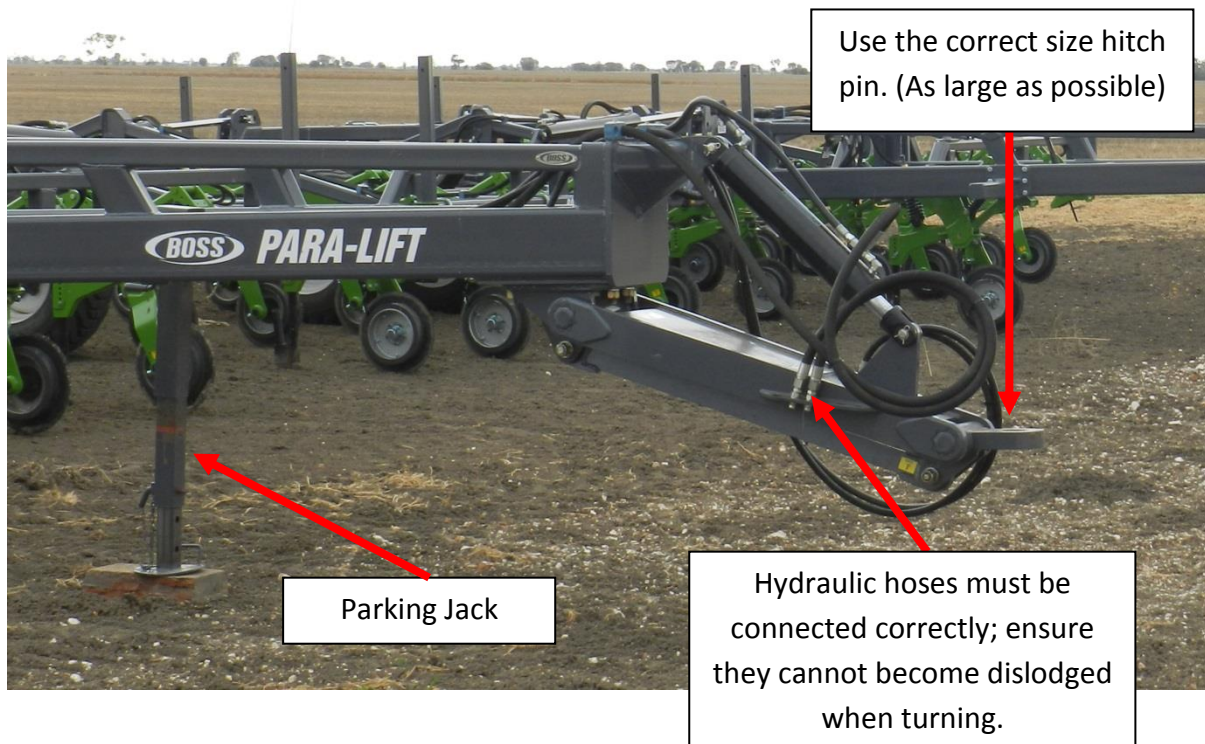 Use the correct size hitch
pin. (As large as possible)
BOSS
BOSS PARA-LIFT
Parking Jack
Hydraulic hoses must be
connected correctly; ensure
they cannot become dislodged
when turning.